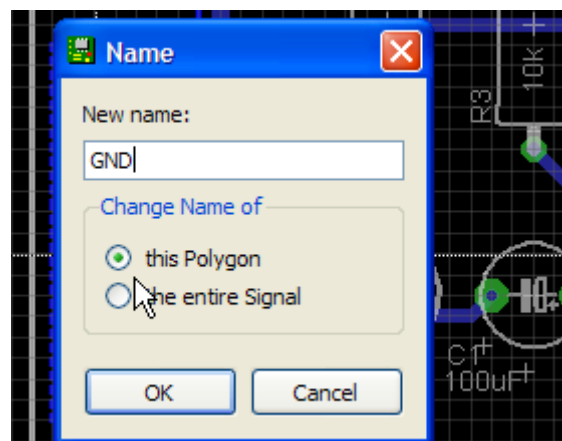 Name
New name:
GND
Change Name of
this Polygon
the entire Signal
OK
Cancel
R3
10K
C1
100uF